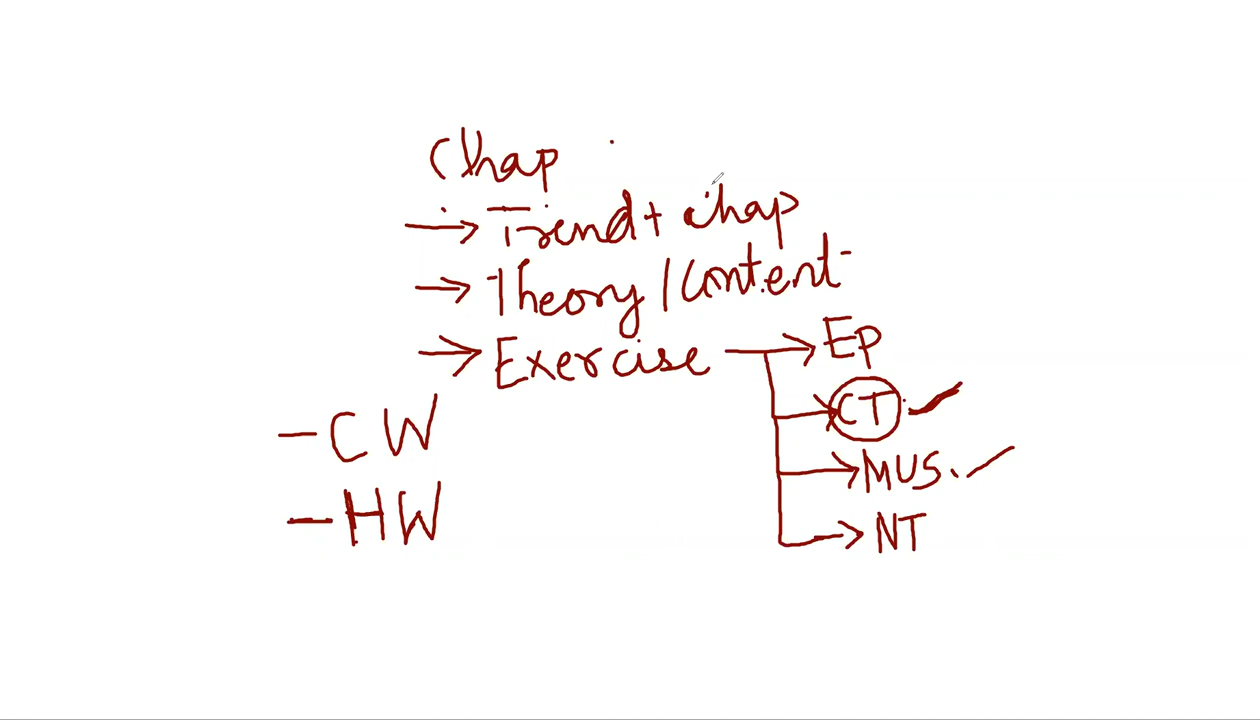 Chap
→ Trend + chap
→ Theory / Content
→ Exercise → Ep
→ CT ✓
- CW
→ MUS. ✓
- HW
→ NT